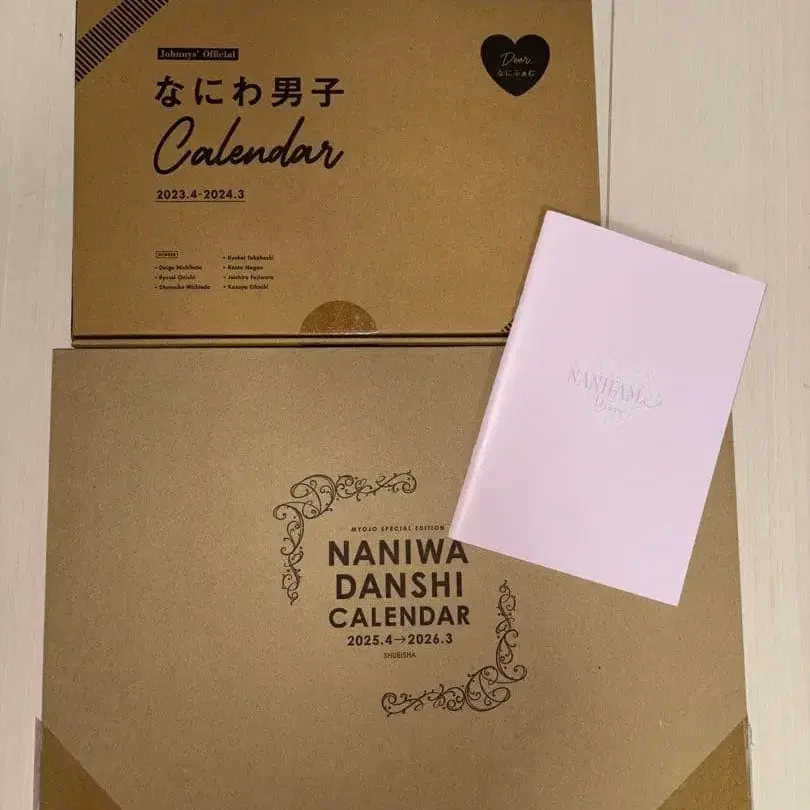 Johnnys' Official
なにわ男子
Calendar
2023.4-2024.3
Dear
なにふぁむ
MEMBER
• Daigo Nishihata
• Ryusei Onishi
• Shunsuke Michieda
• Kyohei Takahashi
• Kento Nagao
• Joichiro Fujiwara
• Kazuya Ohashi
NANIFAM
Diary
MYOJO SPECIAL EDITION
NANIWA
DANSHI
CALENDAR
2025.4→2026.3
SHUEISHA